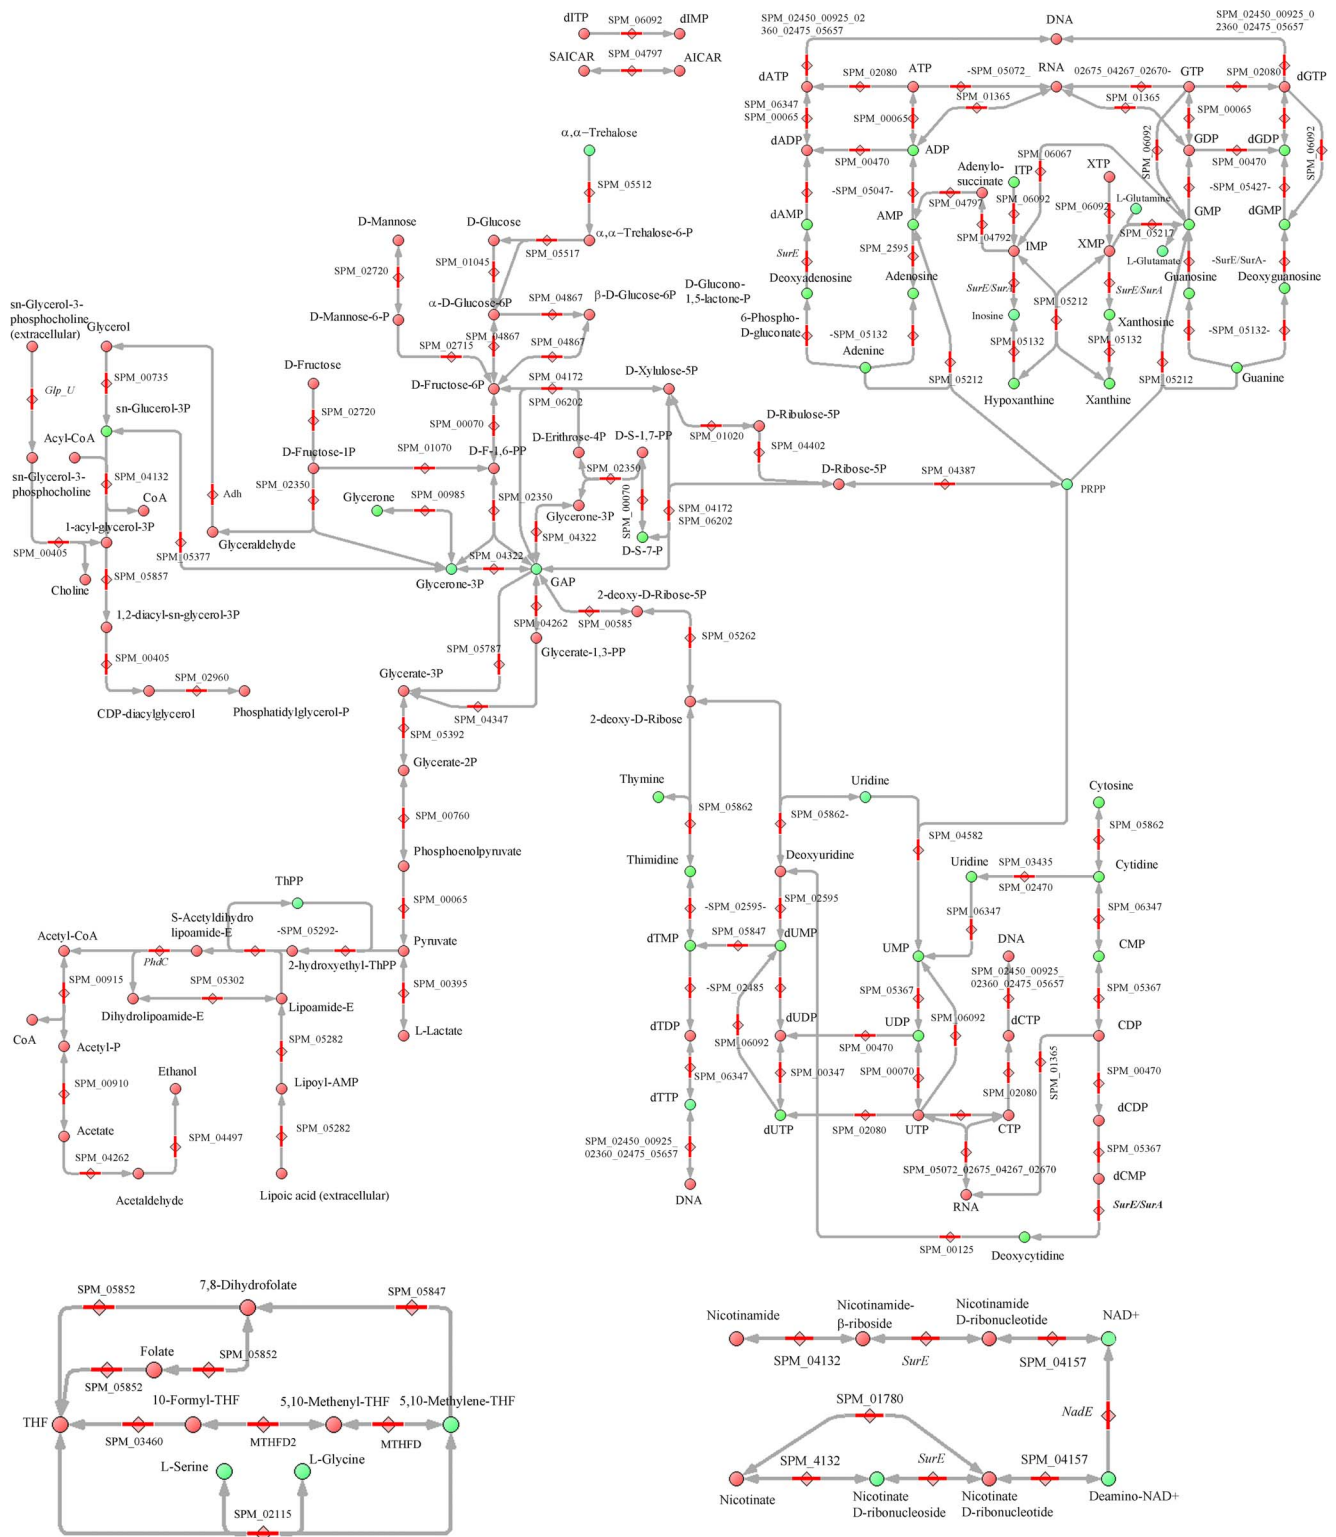 dITP
SPM_06092
dIMP
SAICAR
SPM_04797
AICAR
SPM_02450_00925_02
360_02475_05657
DNA
SPM_02450_00925_0
2360_02475_05657
dATP
SPM_02080
ATP
-SPM_05072_
RNA
02675_04267_02670-
GTP
SPM_02080
dGTP
SPM_06347
SPM_00065
SPM_00065
SPM_01365
SPM_01365
SPM_00065
SPM_06092
SPM_06092
dADP
SPM_00470
ADP
GDP
SPM_00470
dGDP
Adenylo-
succinate
SPM_06067
ITP
XTP
-SPM_05047-
SPM_04797
SPM_06092
SPM_06092
L-Glutamine
-SPM_05427-
dAMP
AMP
SPM_04792
IMP
XMP
SPM_05217
GMP
dGMP
SurE
SPM_2595
L-Glutamate
-SurE/SurA-
Deoxyadenosine
Adenosine
SurE/SurA
SurE/SurA
Guanosine
Deoxyguanosine
6-Phospho-
D-gluconate
-SPM_05132
Inosine
SPM_05212
Xanthosine
-SPM_05132-
SPM_05132
SPM_05132
Adenine
SPM_05212
Hypoxanthine
Xanthine
SPM_05212
Guanine
α,α−Trehalose
SPM_05512
D-Mannose
D-Glucose
α,α−Trehalose-6-P
SPM_05517
SPM_02720
SPM_01045
D-Glucono-
1,5-lactone-P
α-D-Glucose-6P
SPM_04867
β-D-Glucose-6P
D-Mannose-6-P
SPM_04867
SPM_04867
SPM_02715
sn-Glycerol-3-
phosphocholine
(extracellular)
Glycerol
D-Fructose
D-Fructose-6P
SPM_04172
SPM_06202
D-Xylulose-5P
Glp_U
SPM_00735
SPM_02720
sn-Glucerol-3P
SPM_00070
D-Ribulose-5P
SPM_01020
Acyl-CoA
D-Fructose-1P
SPM_01070
D-F-1,6-PP
D-Erithrose-4P
D-S-1,7-PP
SPM_04402
sn-Glycerol-3-
phosphocholine
SPM_04132
SPM_02350
SPM_02350
D-Ribose-5P
SPM_04387
PRPP
CoA
Adh
Glycerone
SPM_00985
SPM_02350
Glycerone-3P
SPM_00070
SPM_04172
SPM_06202
1-acyl-glycerol-3P
Glyceraldehyde
SPM_04322
D-S-7-P
SPM_00405
SPM_05377
SPM_04322
Choline
SPM_05857
Glycerone-3P
GAP
2-deoxy-D-Ribose-5P
1,2-diacyl-sn-glycerol-3P
SPM_04262
SPM_00585
SPM_05262
SPM_05787
Glycerate-1,3-PP
SPM_00405
Glycerate-3P
SPM_02960
CDP-diacylglycerol
Phosphatidylglycerol-P
SPM_04347
2-deoxy-D-Ribose
SPM_05392
Glycerate-2P
Thymine
Uridine
Cytosine
SPM_00760
SPM_05862
SPM_05862-
SPM_04582
SPM_05862
Phosphoenolpyruvate
Thimidine
Deoxyuridine
Uridine
SPM_03435
SPM_02470
Cytidine
ThPP
SPM_00065
-SPM_02595-
SPM_02595
SPM_06347
SPM_06347
S-Acetyldihydro
lipoamide-E
-SPM_05292-
Acetyl-CoA
PhdC
2-hydroxyethyl-ThPP
Pyruvate
dTMP
SPM_05847
dUMP
UMP
DNA
CMP
SPM_00915
SPM_05302
SPM_00395
-SPM_02485
SPM_05367
SPM_02450_00925_
02360_02475_05657
SPM_05367
Dihydrolipoamide-E
Lipoamide-E
CoA
L-Lactate
dTDP
SPM_06092
dUDP
UDP
SPM_06092
dCTP
CDP
Acetyl-P
SPM_05282
SPM_00470
SPM_01365
Ethanol
SPM_06347
SPM_00347
SPM_00070
SPM_02080
SPM_00470
SPM_00910
Lipoyl-AMP
dTTP
dUTP
SPM_02080
UTP
CTP
dCDP
Acetate
SPM_05282
SPM_04497
SPM_02450_00925_
02360_02475_05657
SPM_05367
SPM_04262
SPM_05072_02675_04267_02670
Acetaldehyde
Lipoic acid (extracellular)
DNA
RNA
dCMP
SurE/SurA
SPM_00125
Deoxycytidine
SPM_05852
7,8-Dihydrofolate
SPM_05847
Folate
SPM_05852
SPM_05852
10-Formyl-THF
5,10-Methenyl-THF
5,10-Methylene-THF
THF
SPM_03460
MTHFD2
MTHFD
L-Serine
L-Glycine
SPM_02115
Nicotinamide
Nicotinamide-
β-riboside
Nicotinamide
D-ribonucleotide
NAD+
SPM_04132
SurE
SPM_04157
SPM_01780
NadE
SPM_4132
SurE
SPM_04157
Nicotinate
Nicotinate
D-ribonucleoside
Nicotinate
D-ribonucleotide
Deamino-NAD+